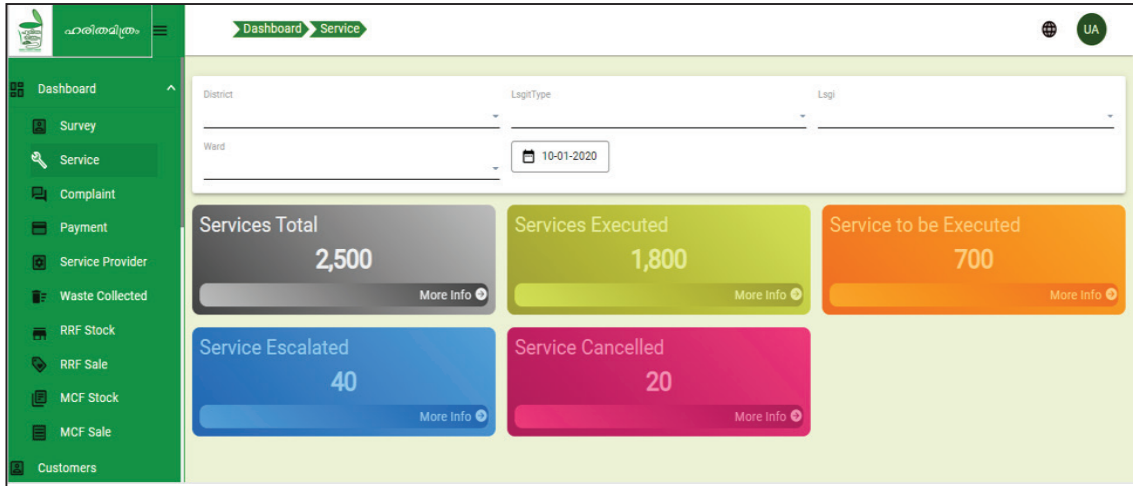 ഹരിതമിത്രം
Dashboard Service
UA
Dashboard
Survey
Service
Complaint
Payment
Service Provider
Waste Collected
RRF Stock
RRF Sale
MCF Stock
MCF Sale
Customers
District LsgitType Lsgi
Ward 10-01-2020
Services Total
2,500
More Info
Services Executed
1,800
More Info
Service to be Executed
700
More Info
Service Escalated
40
More Info
Service Cancelled
20
More Info